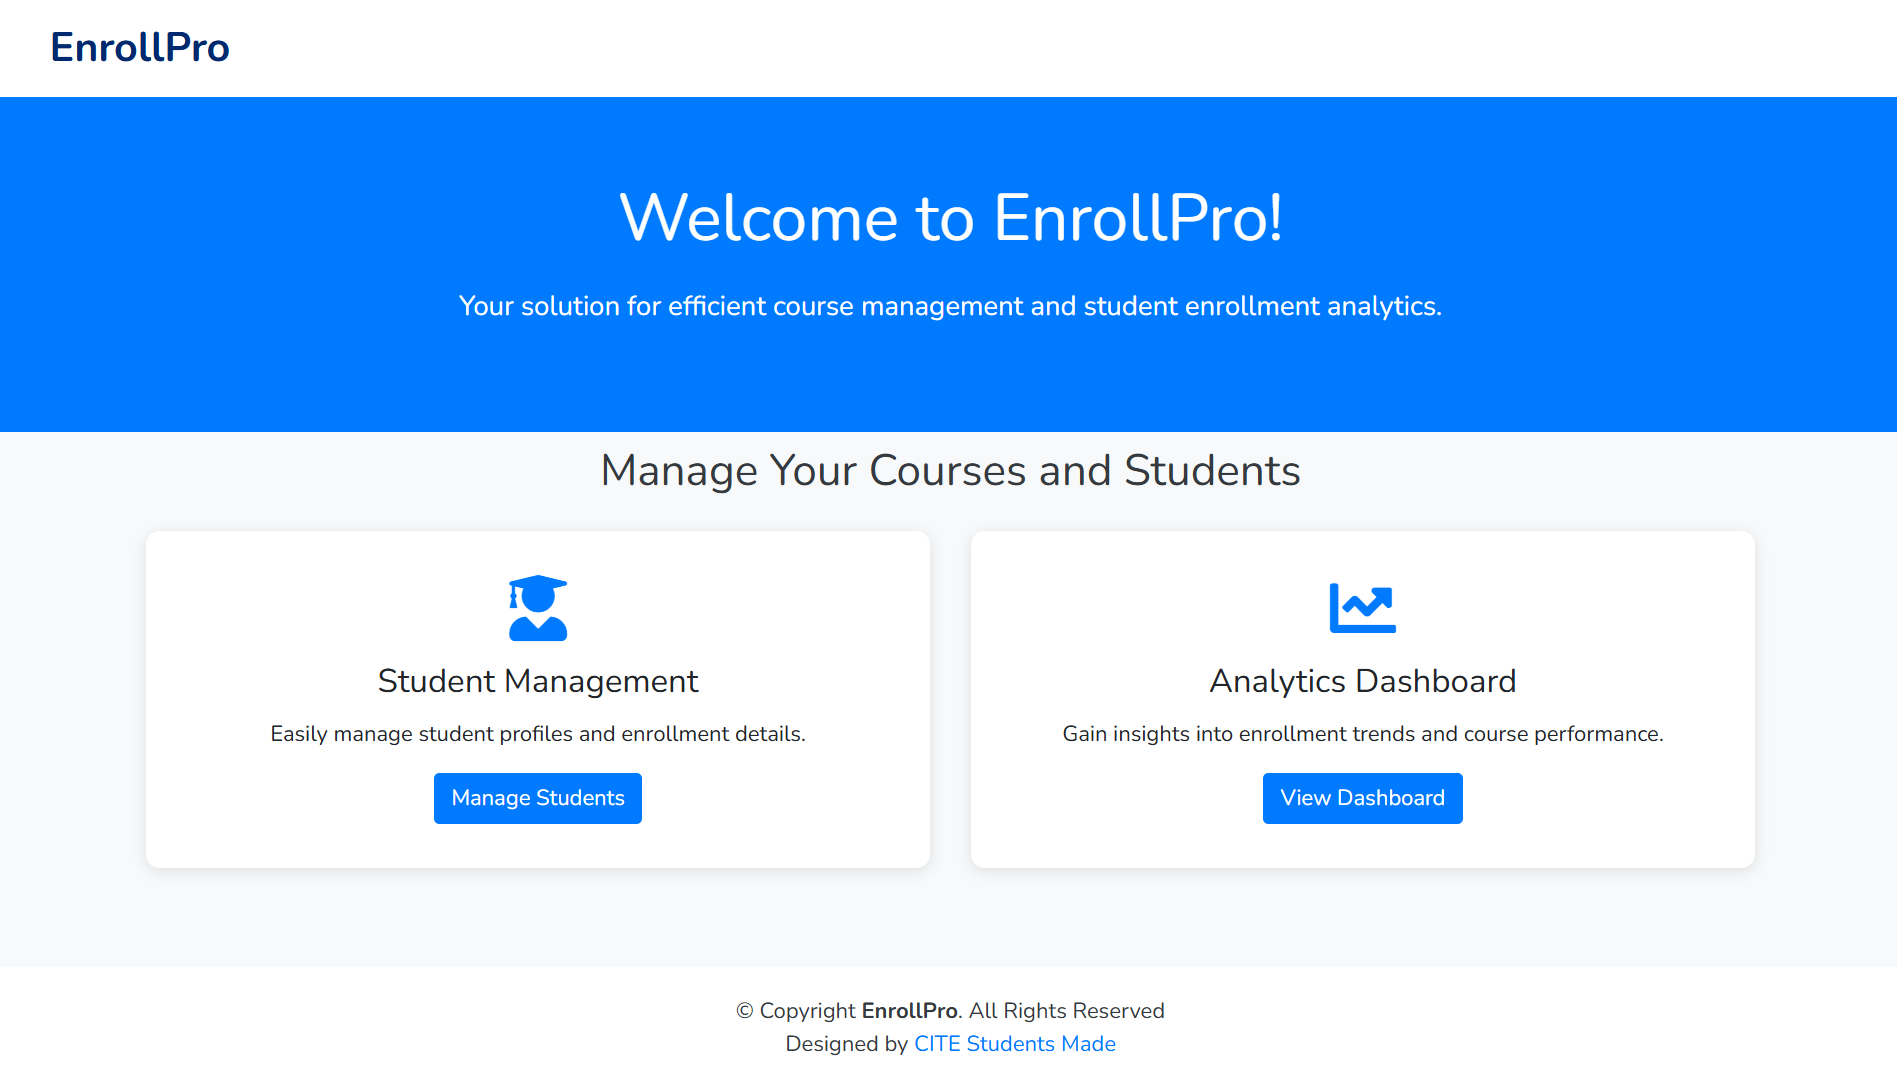 EnrollPro
Welcome to EnrollPro!
Your solution for efficient course management and student enrollment analytics.
Manage Your Courses and Students
Student Management
Easily manage student profiles and enrollment details.
Manage Students
Analytics Dashboard
Gain insights into enrollment trends and course performance.
View Dashboard
© Copyright EnrollPro. All Rights Reserved
Designed by CITE Students Made